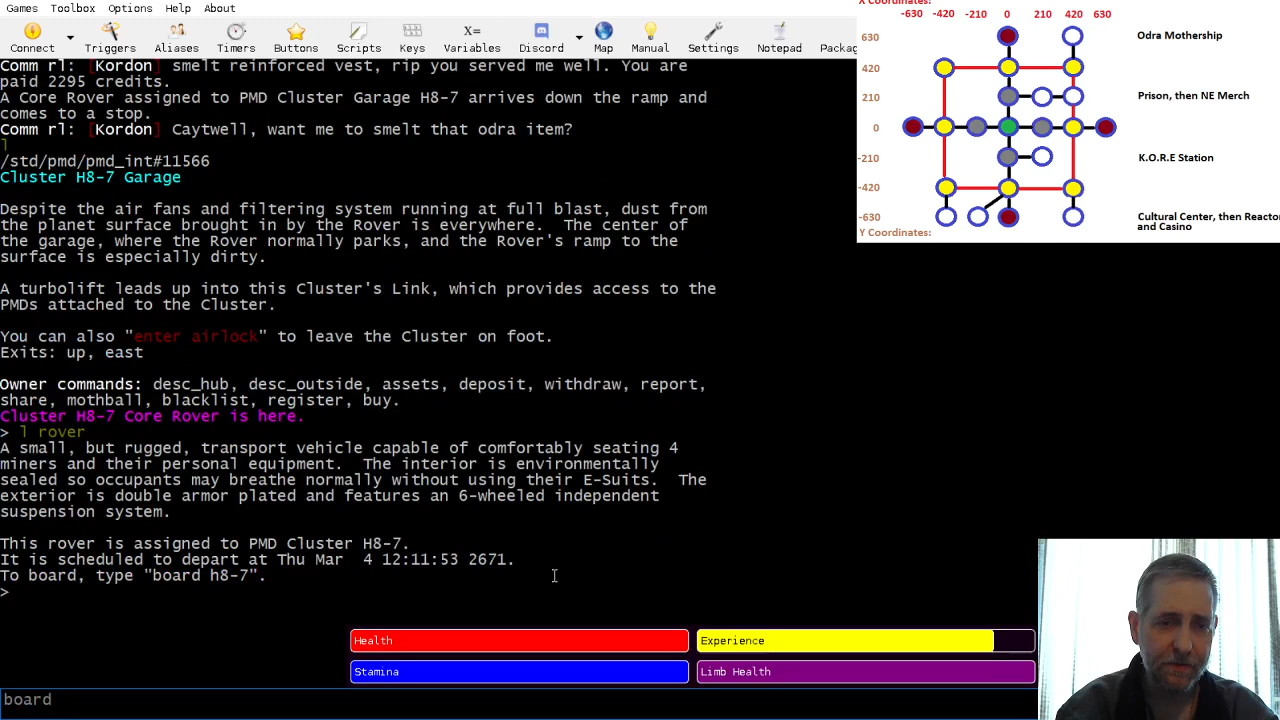 Games Toolbox Options Help About
Connect Triggers Aliases Timers Buttons Scripts Keys Variables Discord Map Manual Settings Notepad Packag
Comm rl: [Kordon] smelt reinforced vest, rip you served me well. You are
paid 2295 credits.
A Core Rover assigned to PMD Cluster Garage H8-7 arrives down the ramp and
comes to a stop.
Comm rl: [Kordon] Caytwell, want me to smelt that odra item?
l
/std/pmd/pmd_int#11566
Cluster H8-7 Garage
Despite the air fans and filtering system running at full blast, dust from
the planet surface brought in by the Rover is everywhere.  The center of
the garage, where the Rover normally parks, and the Rover's ramp to the
surface is especially dirty.
A turbolift leads up into this Cluster's Link, which provides access to the
PMDs attached to the Cluster.
You can also "enter airlock" to leave the Cluster on foot.
Exits: up, east
Owner commands: desc_hub, desc_outside, assets, deposit, withdraw, report,
share, mothball, blacklist, register, buy.
Cluster H8-7 Core Rover is here.
> l rover
A small, but rugged, transport vehicle capable of comfortably seating 4
miners and their personal equipment.  The interior is environmentally
sealed so occupants may breathe normally without using their E-Suits.  The
exterior is double armor plated and features an 6-wheeled independent
suspension system.
This rover is assigned to PMD Cluster H8-7.
It is scheduled to depart at Thu Mar  4 12:11:53 2671.
To board, type "board h8-7".
>
Health Experience
Stamina Limb Health
board
X Coordinates:
-630 -420 -210 0 210 420 630
630 Odra Mothership
420
210 Prison, then NE Merch
0
-210 K.O.R.E Station
-420
-630 Cultural Center, then Reactor
and Casino
Y Coordinates: